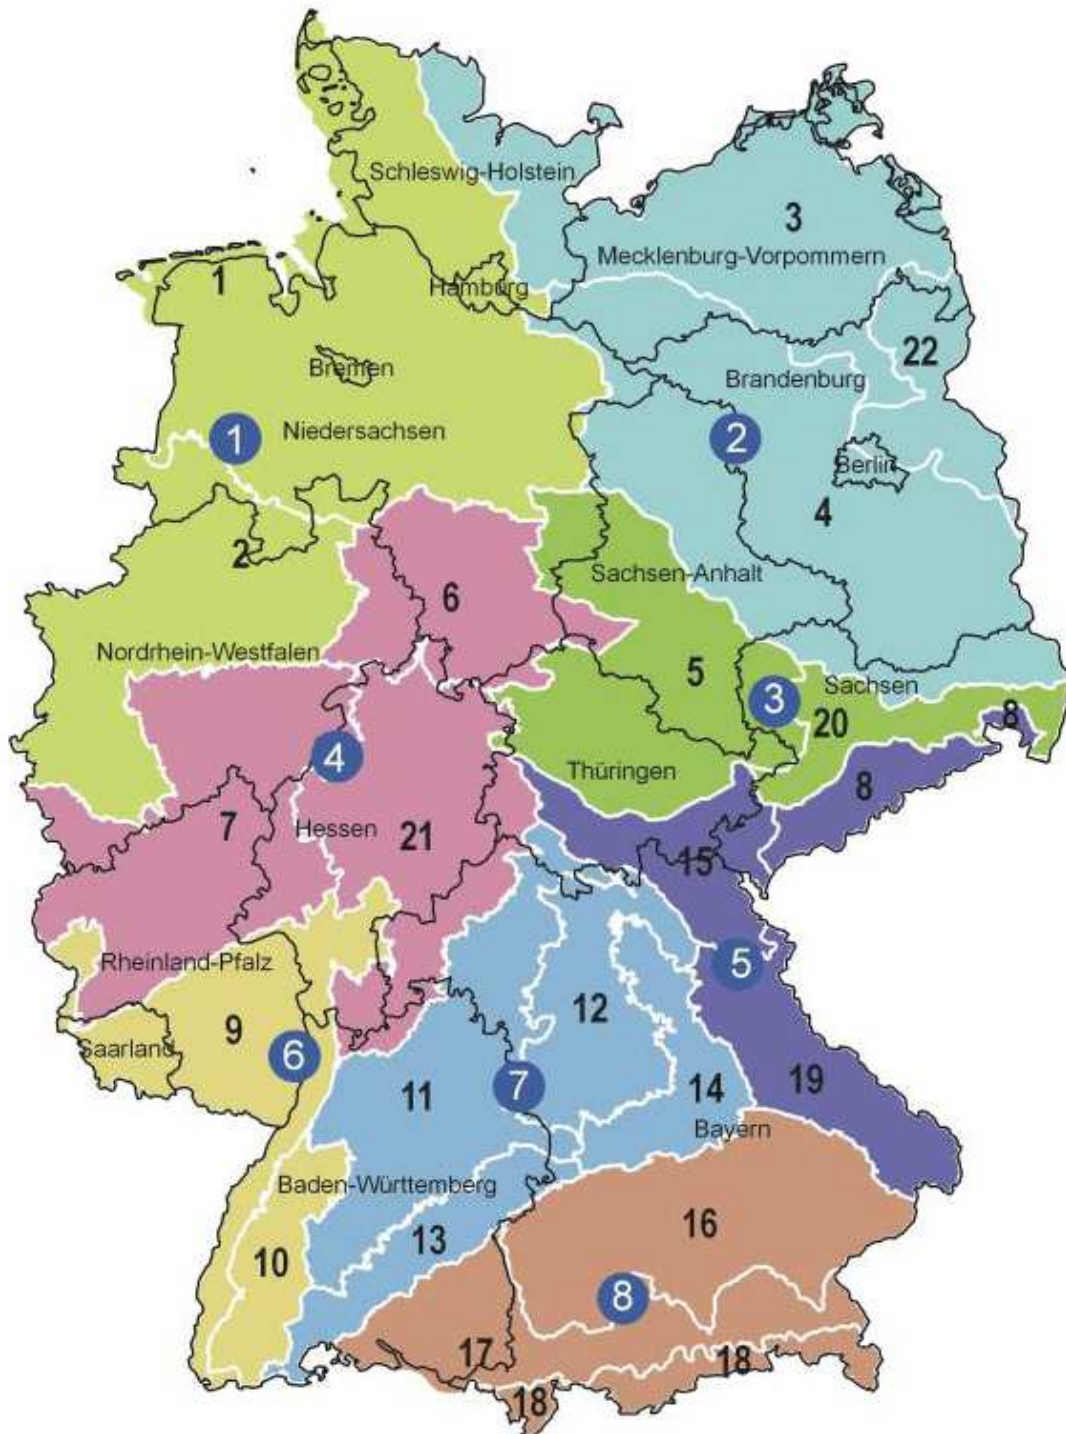 Schleswig-Holstein
3
Mecklenburg-Vorpommern
1
Hamburg
22
Bremen
Brandenburg
1
Niedersachsen
2
Berlin
4
2
Sachsen-Anhalt
6
Nordrhein-Westfalen
5
3
Sachsen
20
8
4
Thüringen
8
7
Hessen
21
15
Rheinland-Pfalz
5
12
9
Saarland
6
7
11
14
19
Bayern
Baden-Württemberg
13
16
10
8
17
18
18